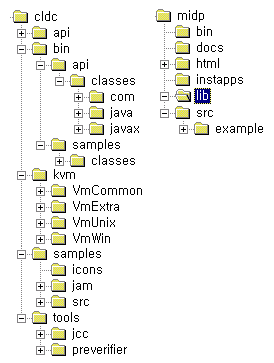 cldc
api
bin
api
classes
com
java
javax
samples
classes
kvm
VmCommon
VmExtra
VmUnix
VmWin
samples
icons
jam
src
tools
jcc
preverifier
midp
bin
docs
html
instapps
lib
src
example